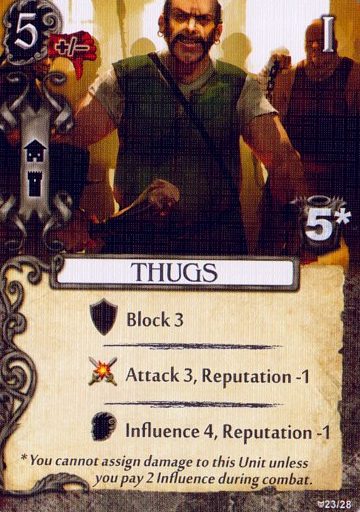 5
+/-
I
5*
THUGS
Block 3
Attack 3, Reputation -1
Influence 4, Reputation -1
*You cannot assign damage to this Unit unless
you pay 2 Influence during combat.
23/28